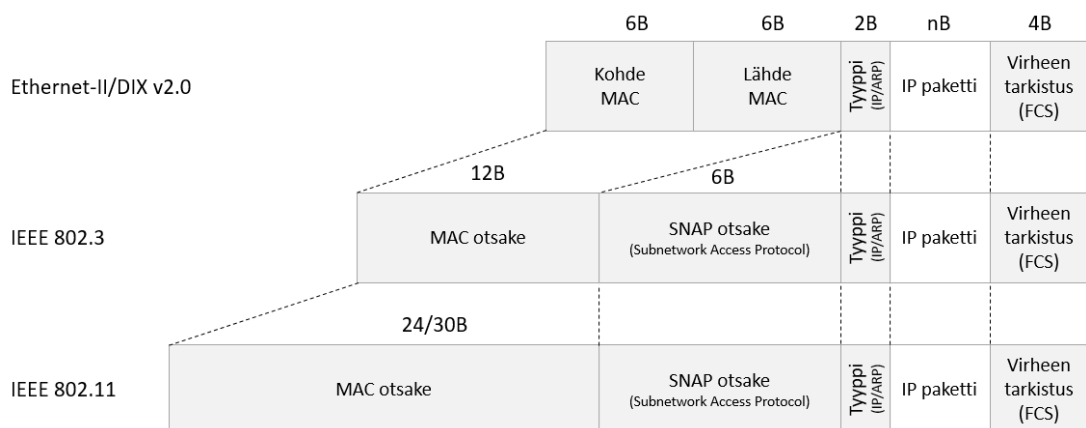 6B 6B 2B nB 4B
Ethernet-II/DIX v2.0
Kohde
MAC
Lähde
MAC
Tyyppi
(IP/ARP)
IP paketti
Virheen
tarkistus
(FCS)
12B 6B
IEEE 802.3
MAC otsake
SNAP otsake
(Subnetwork Access Protocol)
Tyyppi
(IP/ARP)
IP paketti
Virheen
tarkistus
(FCS)
24/30B
IEEE 802.11
MAC otsake
SNAP otsake
(Subnetwork Access Protocol)
Tyyppi
(IP/ARP)
IP paketti
Virheen
tarkistus
(FCS)